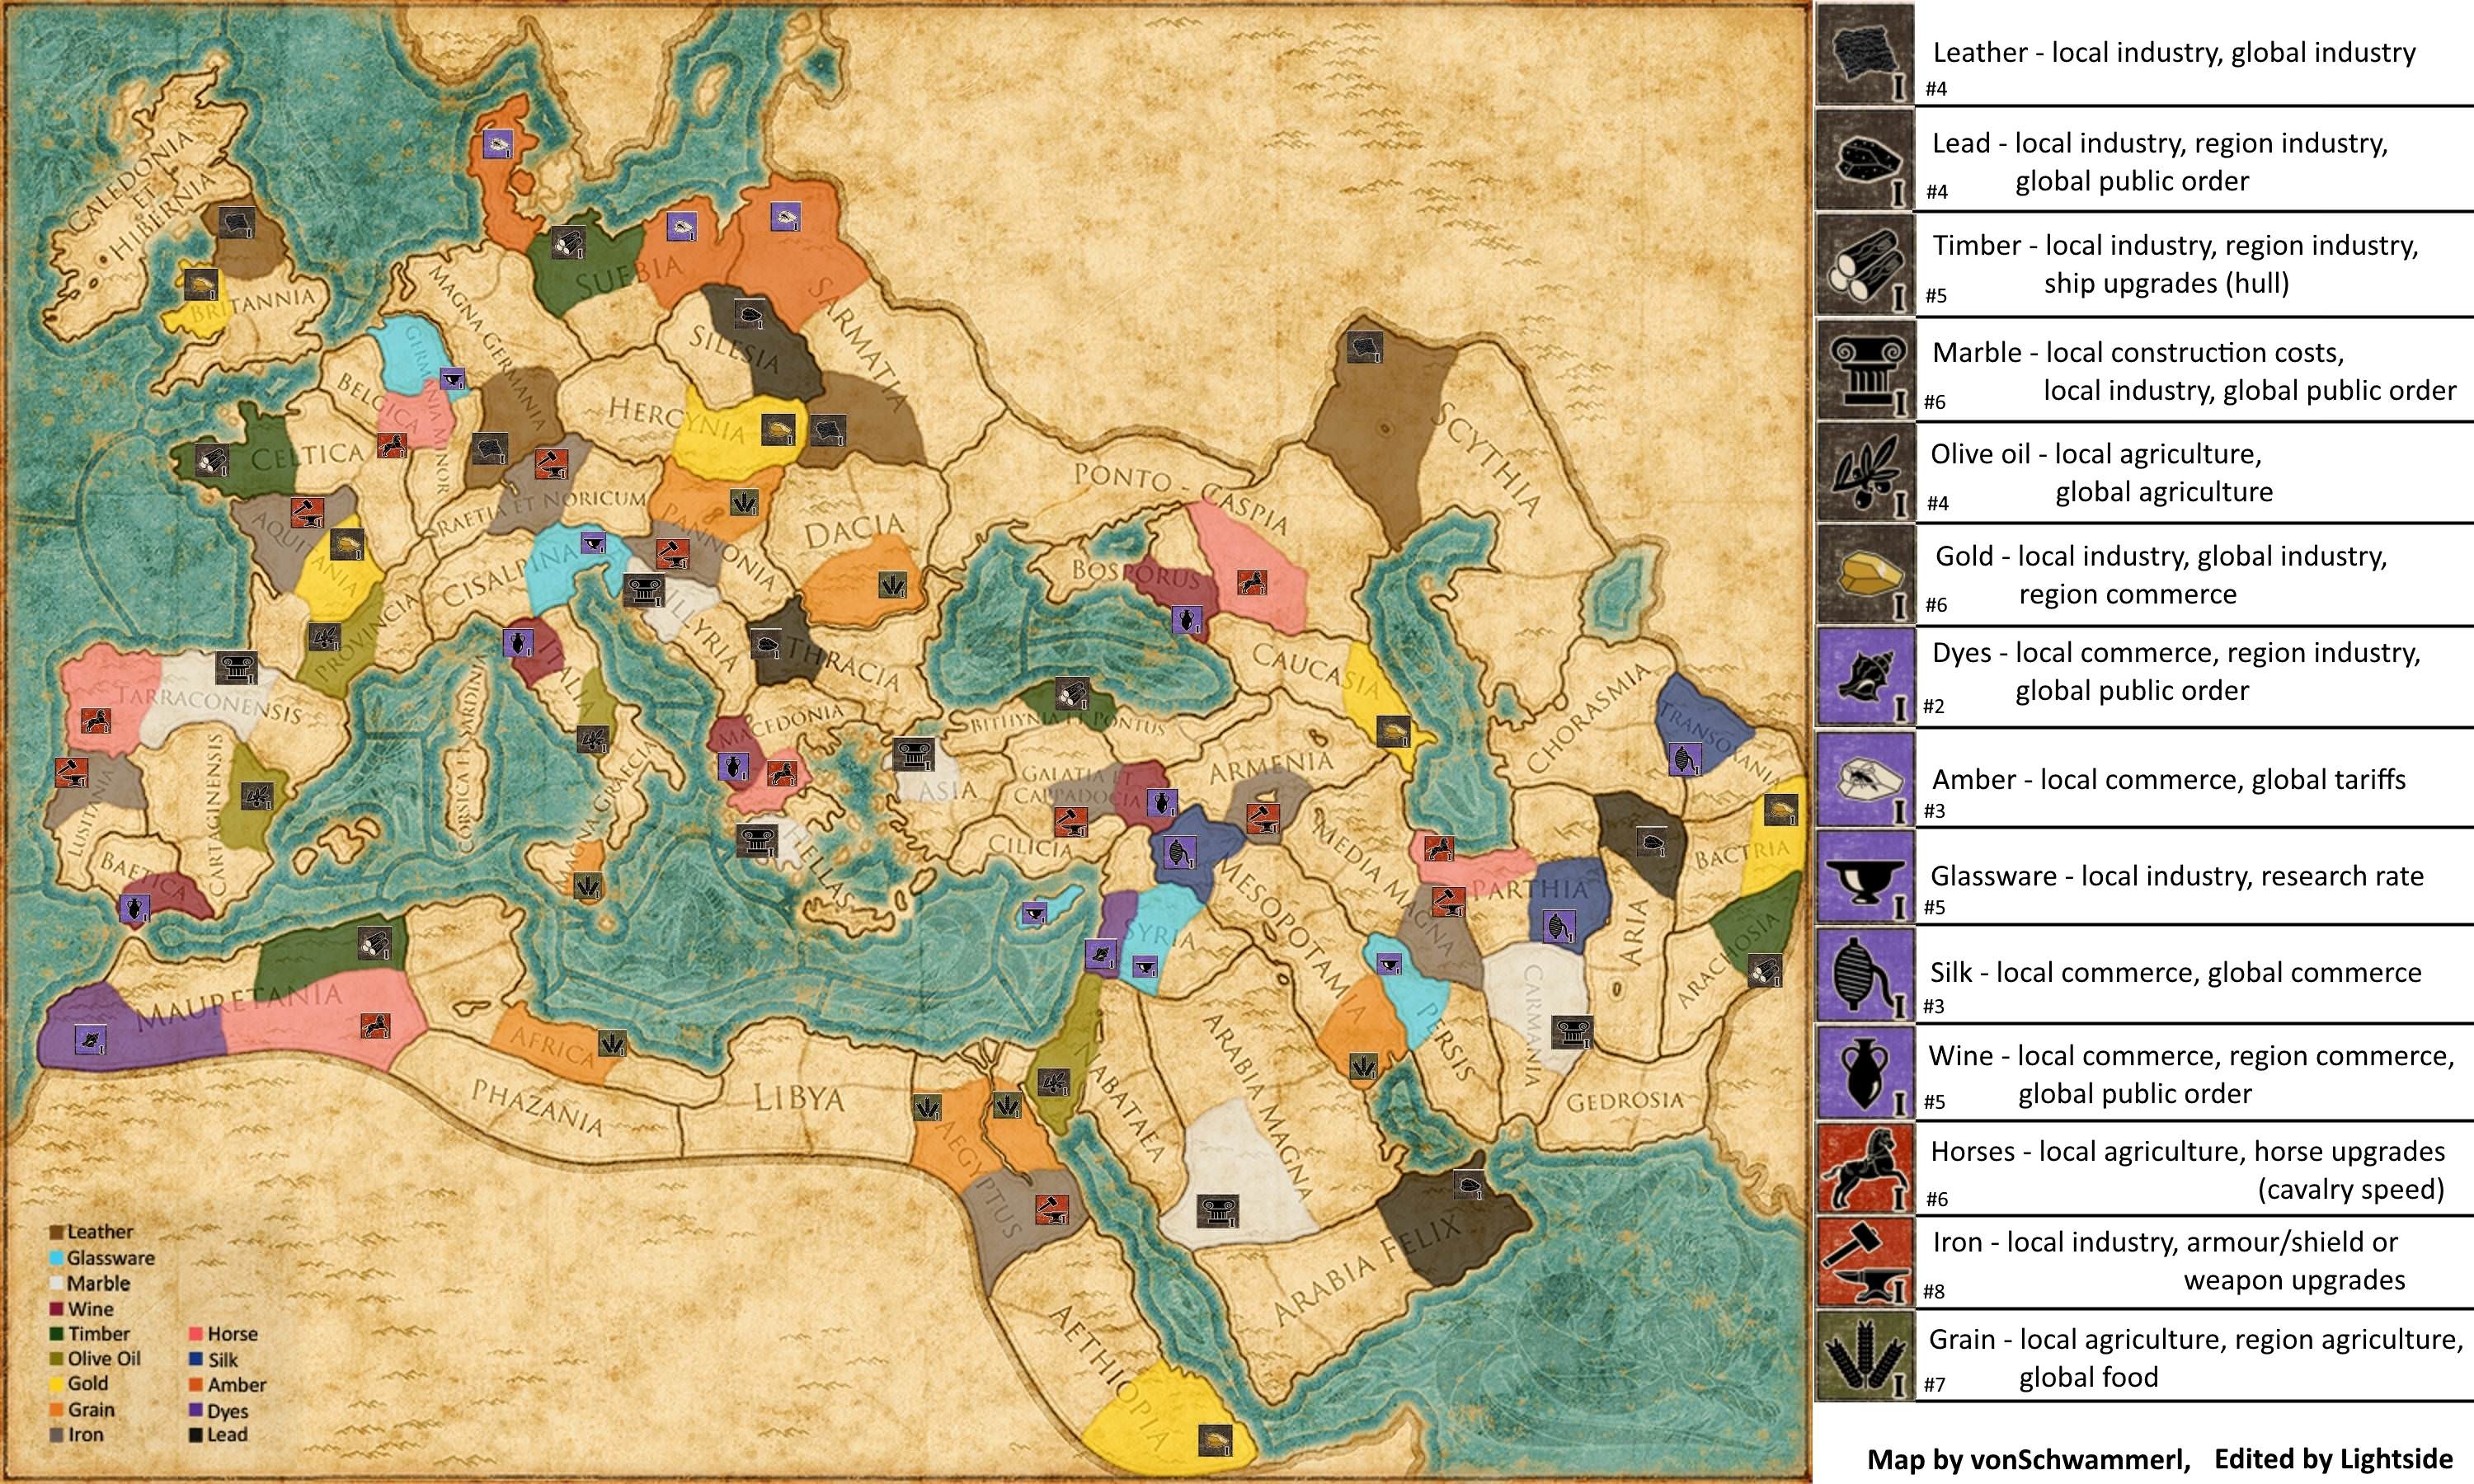 CALEDONIA
ET
HIBERNIA
BRITANNIA
SUEBIA
SARMATIA
MAGNA GERMANIA
SILESIA
GERMANIA MINOR
BELGICA
HERCYNIA
CELTICA
SCYTHIA
PONTO - CASPIA
RAETIA ET NORICUM
AQUITANIA
PANNONIA
DACIA
CISALPINA
BOSPORUS
PROVINCIA
ILLYRIA
ITALIA
THRACIA
CAUCASIA
CHORASMIA
TRANSOXIANIA
TARRACONENSIS
CORSICA ET SARDINIA
MACEDONIA
BITHYNIA ET PONTUS
CARTAGINENSIS
MAGNA GRAECIA
ASIA
GALATIA ET
CAPPADOCIA
ARMENIA
LUSITANIA
BAETICA
HELLAS
CILICIA
MEDIA MAGNA
PARTHIA
BACTRIA
MESOPOTAMIA
SYRIA
ARIA
ARACHOSIA
MAURETANIA
AFRICA
PERSIS
CARMANIA
PHAZANIA
LIBYA
NABATAEA
ARABIA MAGNA
GEDROSIA
AEGYPTUS
ARABIA FELIX
AETHIOPIA
Leather
Glassware
Marble
Wine
Timber
Olive Oil
Gold
Grain
Iron
Horse
Silk
Amber
Dyes
Lead
Leather - local industry, global industry
#4
Lead - local industry, region industry,
global public order
#4
Timber - local industry, region industry,
ship upgrades (hull)
#5
Marble - local construction costs,
local industry, global public order
#6
Olive oil - local agriculture,
global agriculture
#4
Gold - local industry, global industry,
region commerce
#6
Dyes - local commerce, region industry,
global public order
#2
Amber - local commerce, global tariffs
#3
Glassware - local industry, research rate
#5
Silk - local commerce, global commerce
#3
Wine - local commerce, region commerce,
global public order
#5
Horses - local agriculture, horse upgrades
(cavalry speed)
#6
Iron - local industry, armour/shield or
weapon upgrades
#8
Grain - local agriculture, region agriculture,
global food
#7
Map by vonSchwammerl, Edited by Lightside